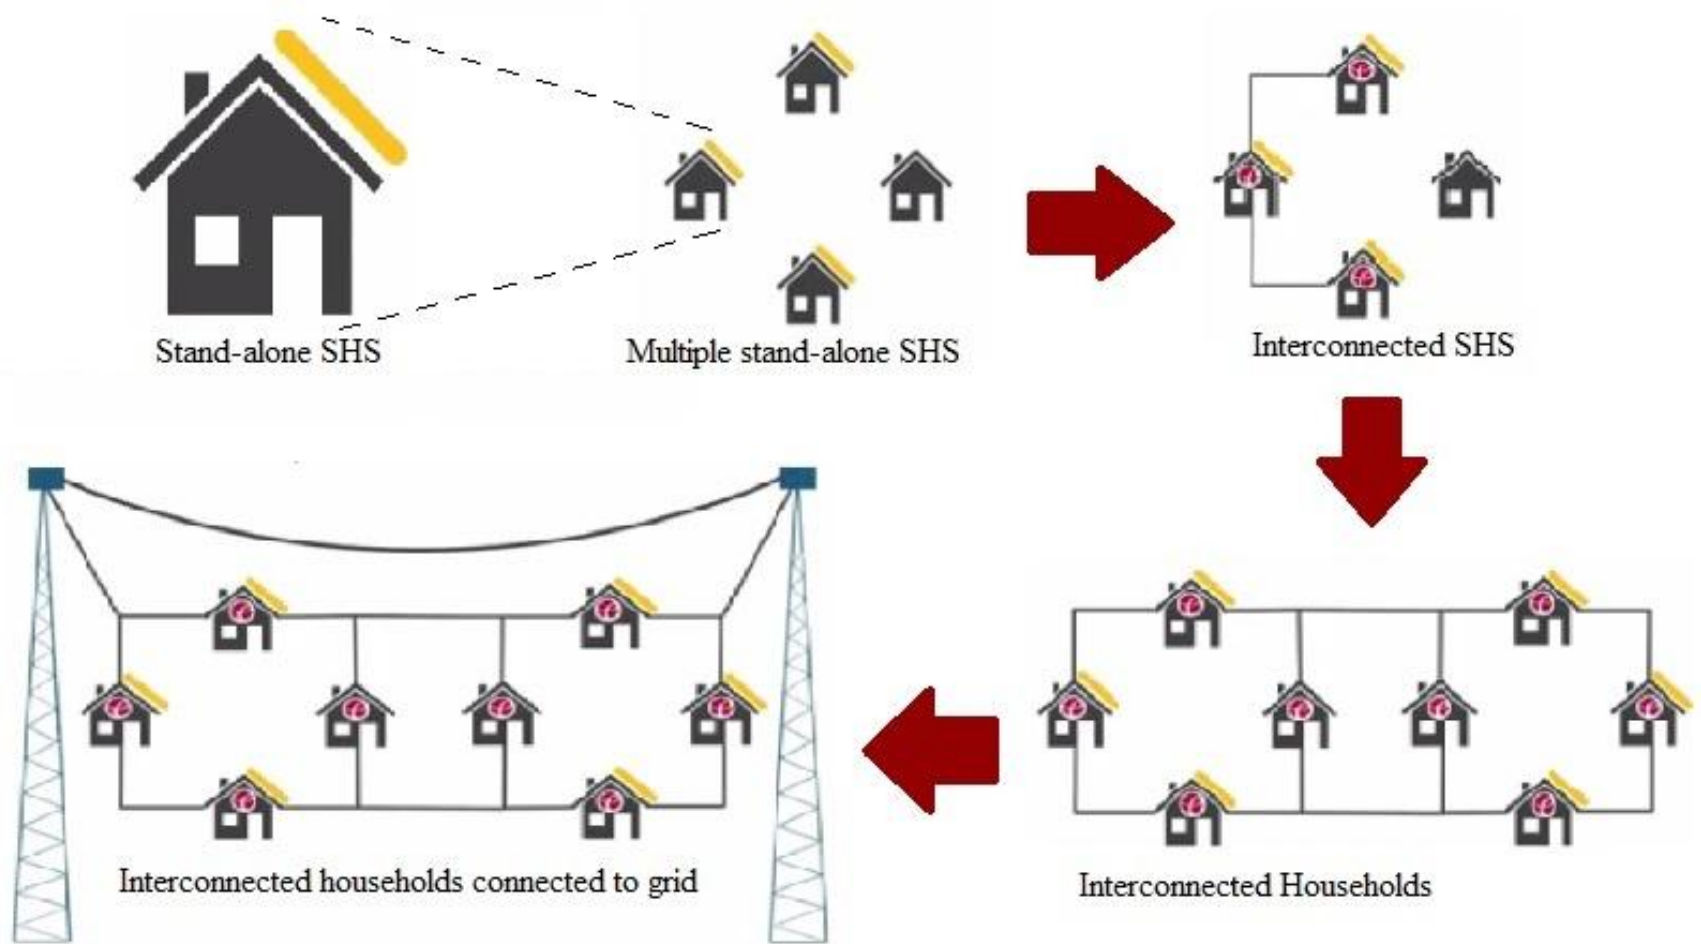 Stand-alone SHS
Multiple stand-alone SHS
Interconnected SHS
Interconnected households connected to grid
Interconnected Households